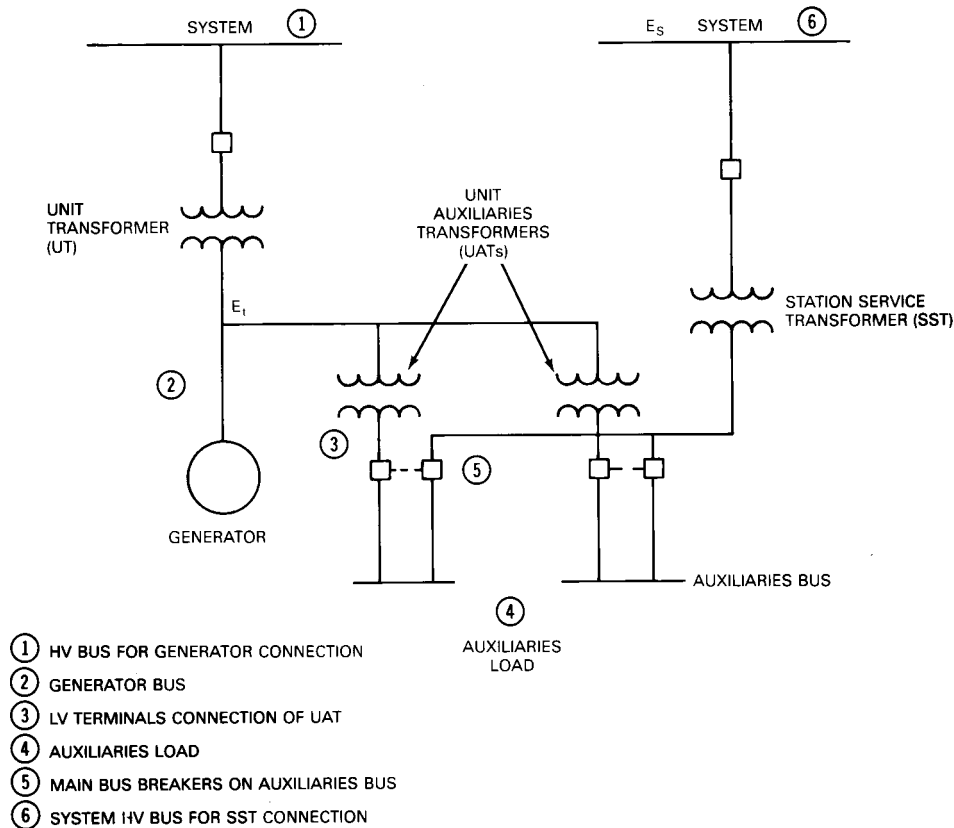 SYSTEM
①
E_S
SYSTEM
⑥
UNIT
TRANSFORMER
(UT)
UNIT
AUXILIARIES
TRANSFORMERS
(UATs)
STATION SERVICE
TRANSFORMER (SST)
E_t
②
③
⑤
GENERATOR
AUXILIARIES BUS
④
AUXILIARIES
LOAD
① HV BUS FOR GENERATOR CONNECTION
② GENERATOR BUS
③ LV TERMINALS CONNECTION OF UAT
④ AUXILIARIES LOAD
⑤ MAIN BUS BREAKERS ON AUXILIARIES BUS
⑥ SYSTEM HV BUS FOR SST CONNECTION